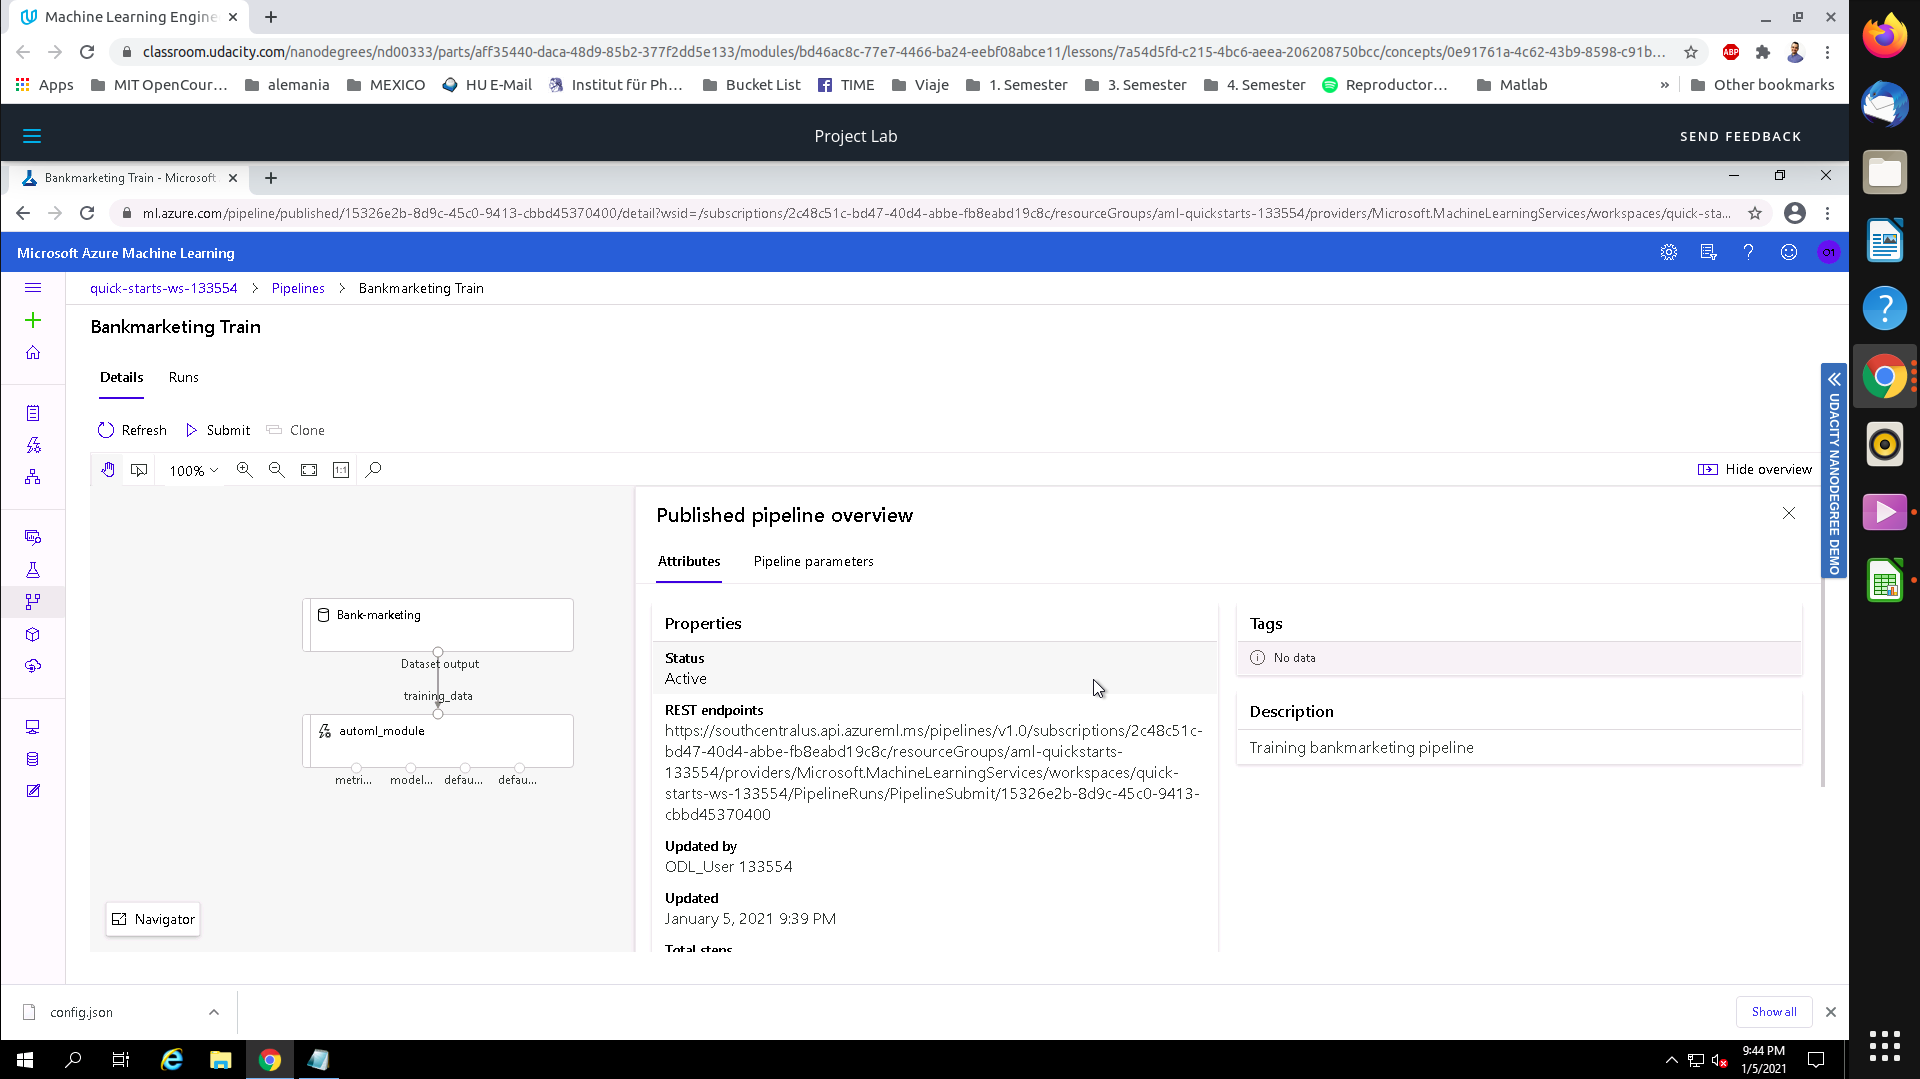 Machine Learning Engine
classroom.udacity.com/nanodegrees/nd00333/parts/aff35440-daca-48d9-85b2-377f2dd5e133/modules/bd46ac8c-77e7-4466-ba24-eebf08abce11/lessons/7a54d5fd-c215-4bc6-aeea-206208750bcc/concepts/0e91761a-4c62-43b9-8598-c91b...
ABP
Apps MIT OpenCour... alemania MEXICO HU E-Mail Institut für Ph... Bucket List TIME Viaje 1. Semester 3. Semester 4. Semester Reproductor... Matlab » Other bookmarks
Project Lab
SEND FEEDBACK
Bankmarketing Train - Microsoft
ml.azure.com/pipeline/published/15326e2b-8d9c-45c0-9413-cbbd45370400/detail?wsid=/subscriptions/2c48c51c-bd47-40d4-abbe-fb8eabd19c8c/resourceGroups/aml-quickstarts-133554/providers/Microsoft.MachineLearningServices/workspaces/quick-sta...
Microsoft Azure Machine Learning
O1
quick-starts-ws-133554 > Pipelines > Bankmarketing Train
Bankmarketing Train
Details Runs
Refresh Submit Clone
100% 1:1 Hide overview
UDACITY NANODEGREE DEMO
Published pipeline overview
Attributes Pipeline parameters
Bank-marketing
Dataset output
training_data
automl_module
metri... model... defau... defau...
Navigator
Properties
Status
Active
REST endpoints
https://southcentralus.api.azureml.ms/pipelines/v1.0/subscriptions/2c48c51c-
bd47-40d4-abbe-fb8eabd19c8c/resourceGroups/aml-quickstarts-
133554/providers/Microsoft.MachineLearningServices/workspaces/quick-
starts-ws-133554/PipelineRuns/PipelineSubmit/15326e2b-8d9c-45c0-9413-
cbbd45370400
Updated by
ODL_User 133554
Updated
January 5, 2021 9:39 PM
Total steps
Tags
No data
Description
Training bankmarketing pipeline
config.json
Show all
9:44 PM
1/5/2021